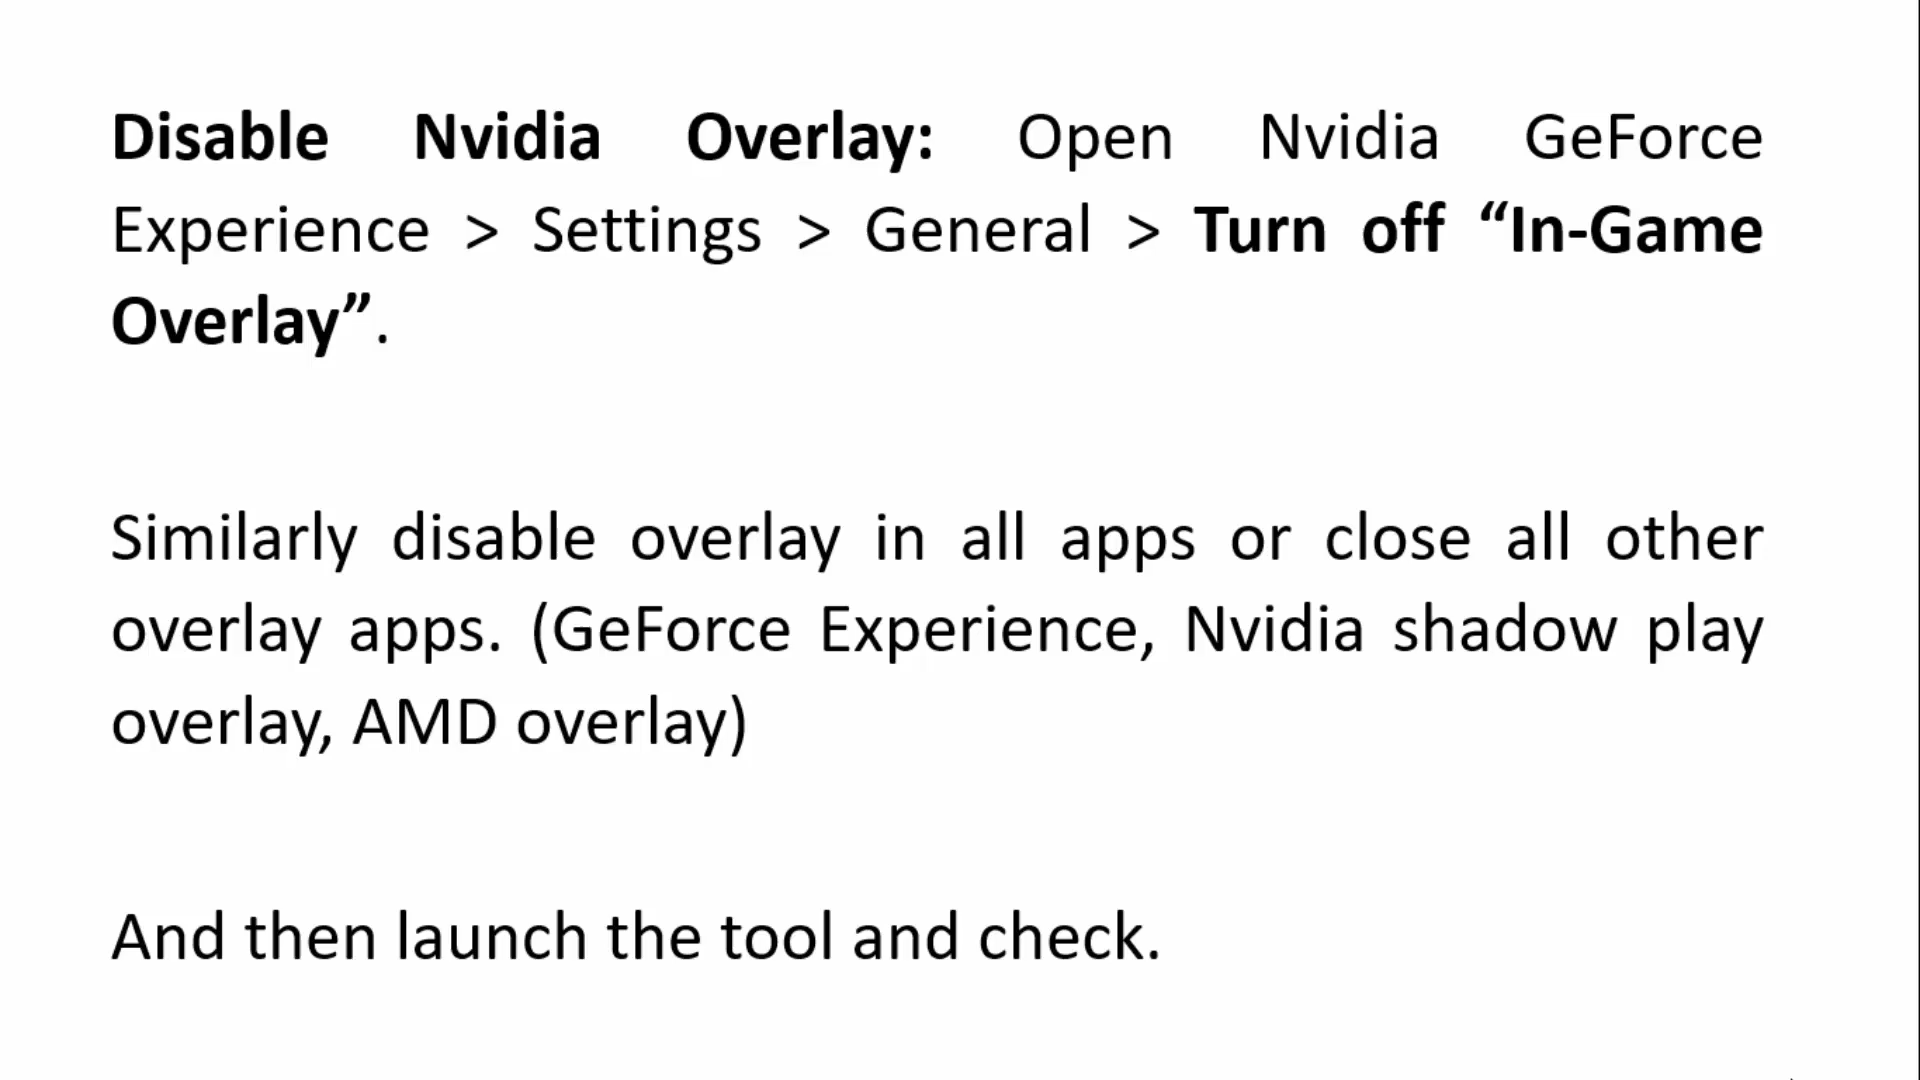 Disable Nvidia Overlay: Open Nvidia GeForce
Experience > Settings > General > Turn off “In-Game
Overlay”.
Similarly disable overlay in all apps or close all other
overlay apps. (GeForce Experience, Nvidia shadow play
overlay, AMD overlay)
And then launch the tool and check.